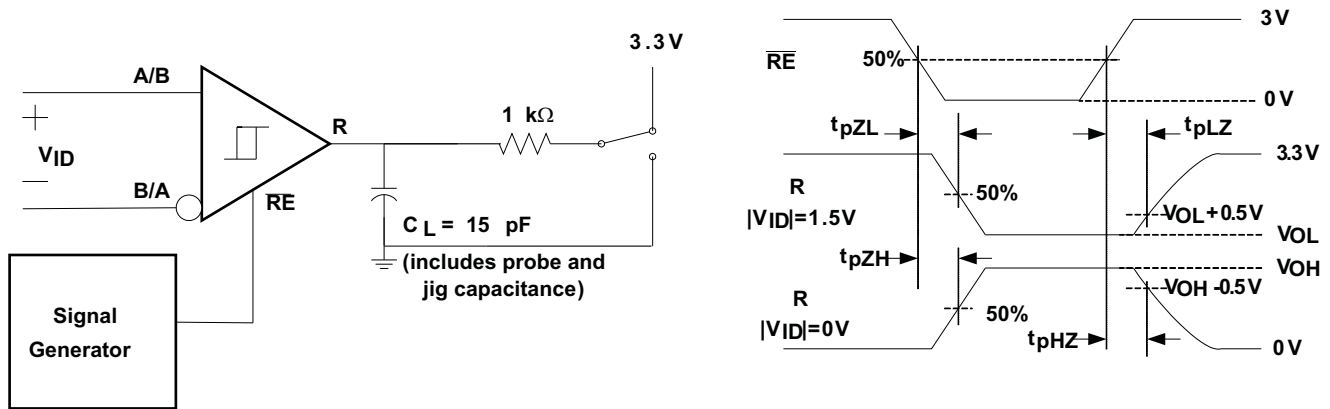 3.3V
A/B
R
1 kΩ
VID
B/A
RE
CL = 15 pF
(includes probe and
jig capacitance)
Signal
Generator
3V
RE
50%
0V
tpZL
tpLZ
3.3V
R
50%
|VID|=1.5V
VOL+0.5V
VOL
tpZH
VOH
R
VOH-0.5V
50%
|VID|=0V
tpHZ
0V